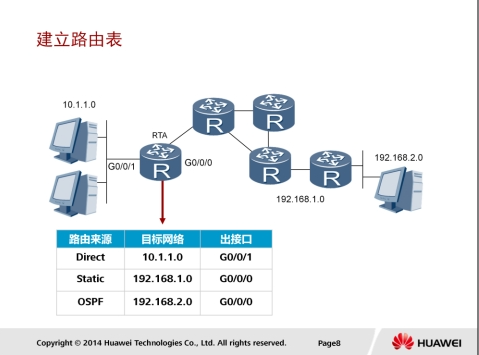 建立路由表
10.1.1.0
RTA
R
R
R
G0/0/1
G0/0/0
R
R
192.168.2.0
192.168.1.0
路由来源 目标网络 出接口
Direct 10.1.1.0 G0/0/1
Static 192.168.1.0 G0/0/0
OSPF 192.168.2.0 G0/0/0
Copyright © 2014 Huawei Technologies Co., Ltd. All rights reserved. Page8 HUAWEI